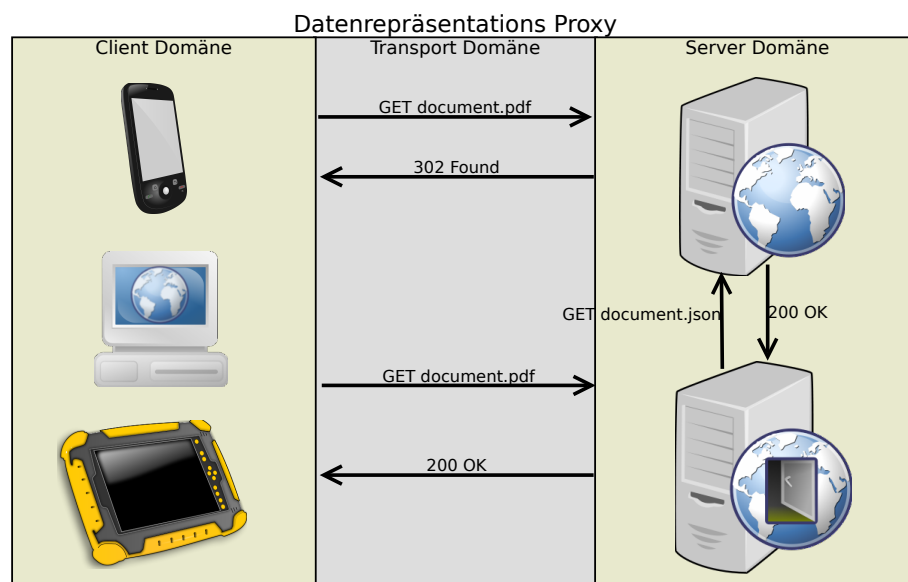 Datenrepräsentations Proxy
Client Domäne
Transport Domäne
Server Domäne
GET document.pdf
302 Found
GET document.json
200 OK
GET document.pdf
200 OK